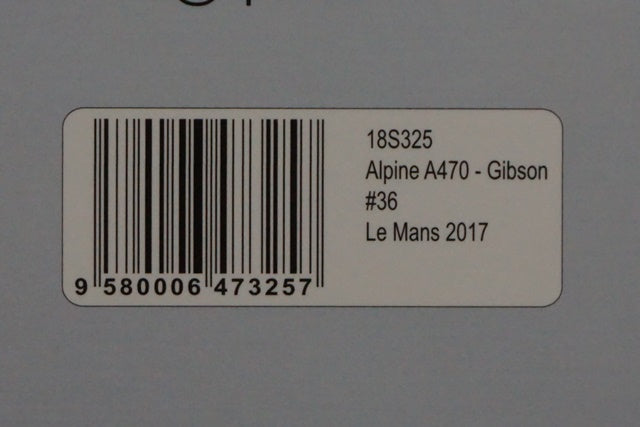 18S325
Alpine A470 - Gibson
#36
Le Mans 2017
9 580006 473257